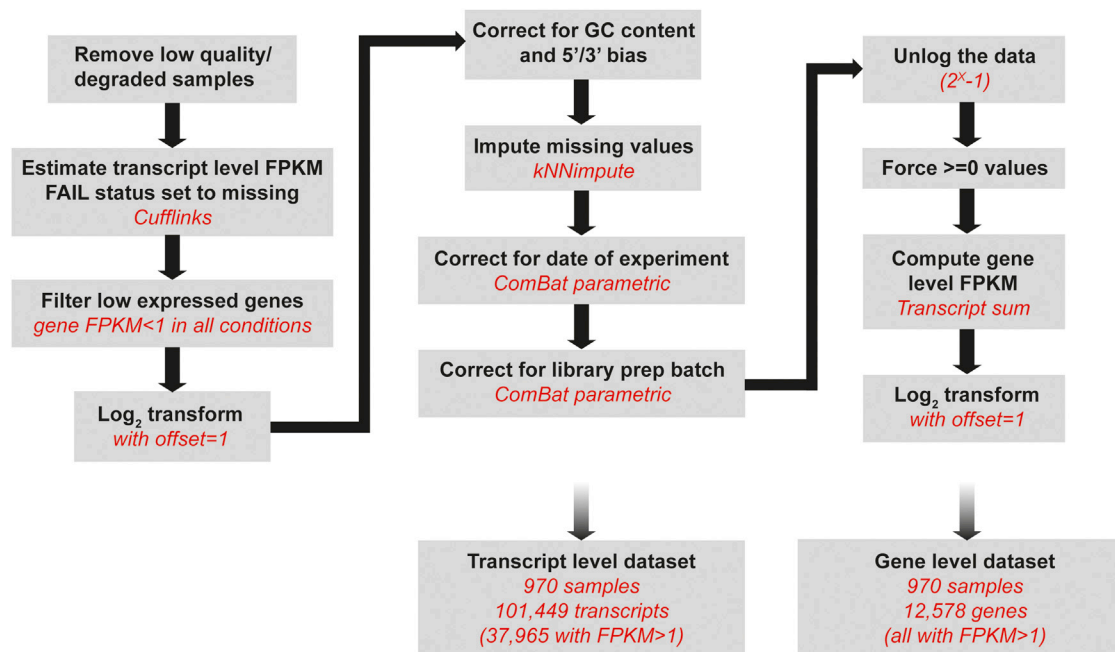 Remove low quality/
degraded samples
Estimate transcript level FPKM
FAIL status set to missing
Cufflinks
Filter low expressed genes
gene FPKM<1 in all conditions
Log₂ transform
with offset=1
Correct for GC content
and 5’/3’ bias
Impute missing values
kNNimpute
Correct for date of experiment
ComBat parametric
Correct for library prep batch
ComBat parametric
Unlog the data
(2ˣ-1)
Force >=0 values
Compute gene
level FPKM
Transcript sum
Log₂ transform
with offset=1
Transcript level dataset
970 samples
101,449 transcripts
(37,965 with FPKM>1)
Gene level dataset
970 samples
12,578 genes
(all with FPKM>1)